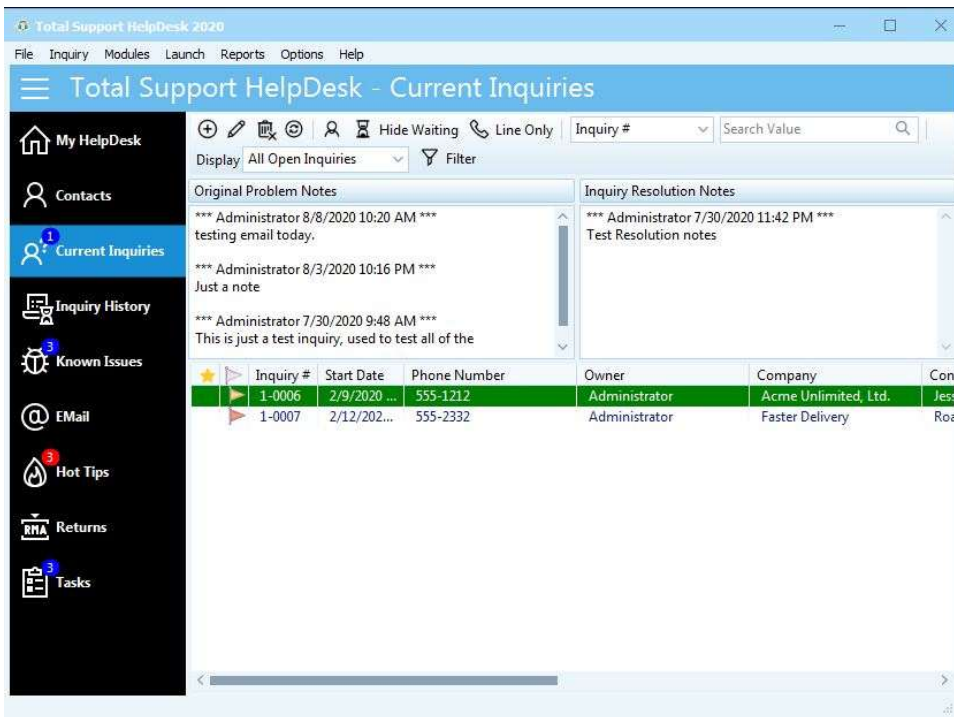 Total Support HelpDesk 2020
File Inquiry Modules Launch Reports Options Help
Total Support HelpDesk - Current Inquiries
My HelpDesk
Contacts
1
Current Inquiries
Inquiry History
3
Known Issues
EMail
3
Hot Tips
RMA Returns
3
Tasks
Hide Waiting Line Only Inquiry # Search Value
Display All Open Inquiries Filter
Original Problem Notes
*** Administrator 8/8/2020 10:20 AM ***
testing email today.
*** Administrator 8/3/2020 10:16 PM ***
Just a note
*** Administrator 7/30/2020 9:48 AM ***
This is just a test inquiry, used to test all of the
Inquiry Resolution Notes
*** Administrator 7/30/2020 11:42 PM ***
Test Resolution notes
Inquiry # Start Date Phone Number Owner Company Con
1-0006 2/9/2020 ... 555-1212 Administrator Acme Unlimited, Ltd. Jess
1-0007 2/12/202... 555-2332 Administrator Faster Delivery Roa